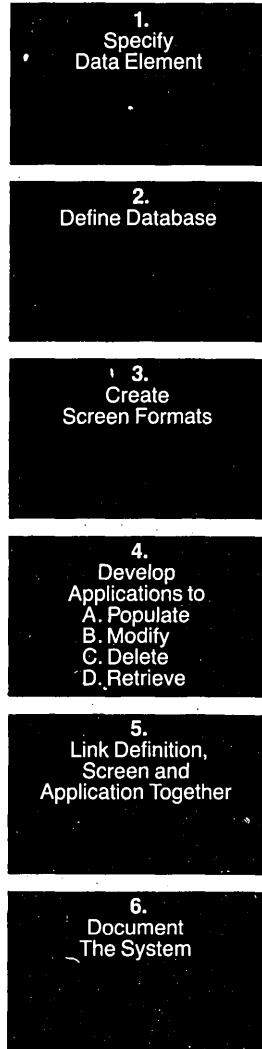 1.
Specify
Data Element
2.
Define Database
3.
Create
Screen Formats
4.
Develop
Applications to
A. Populate
B. Modify
C. Delete
D. Retrieve
5.
Link Definition,
Screen and
Application Together
6.
Document
The System